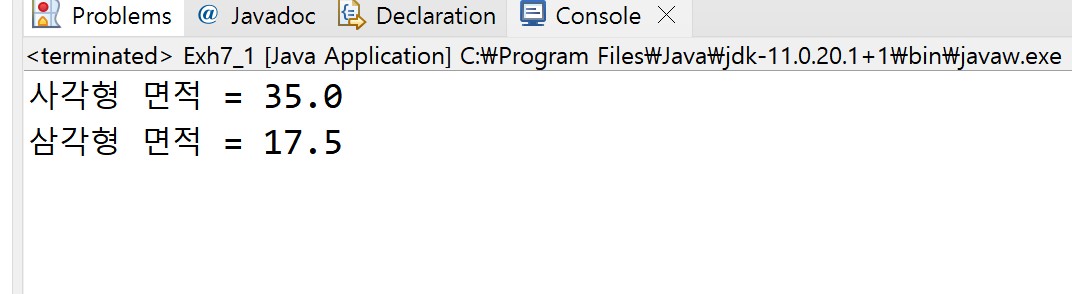 Problems @ Javadoc Declaration Console
<terminated> Exh7_1 [Java Application] C:₩Program Files₩Java₩jdk-11.0.20.1+1₩bin₩javaw.exe
사각형 면적 = 35.0
삼각형 면적 = 17.5